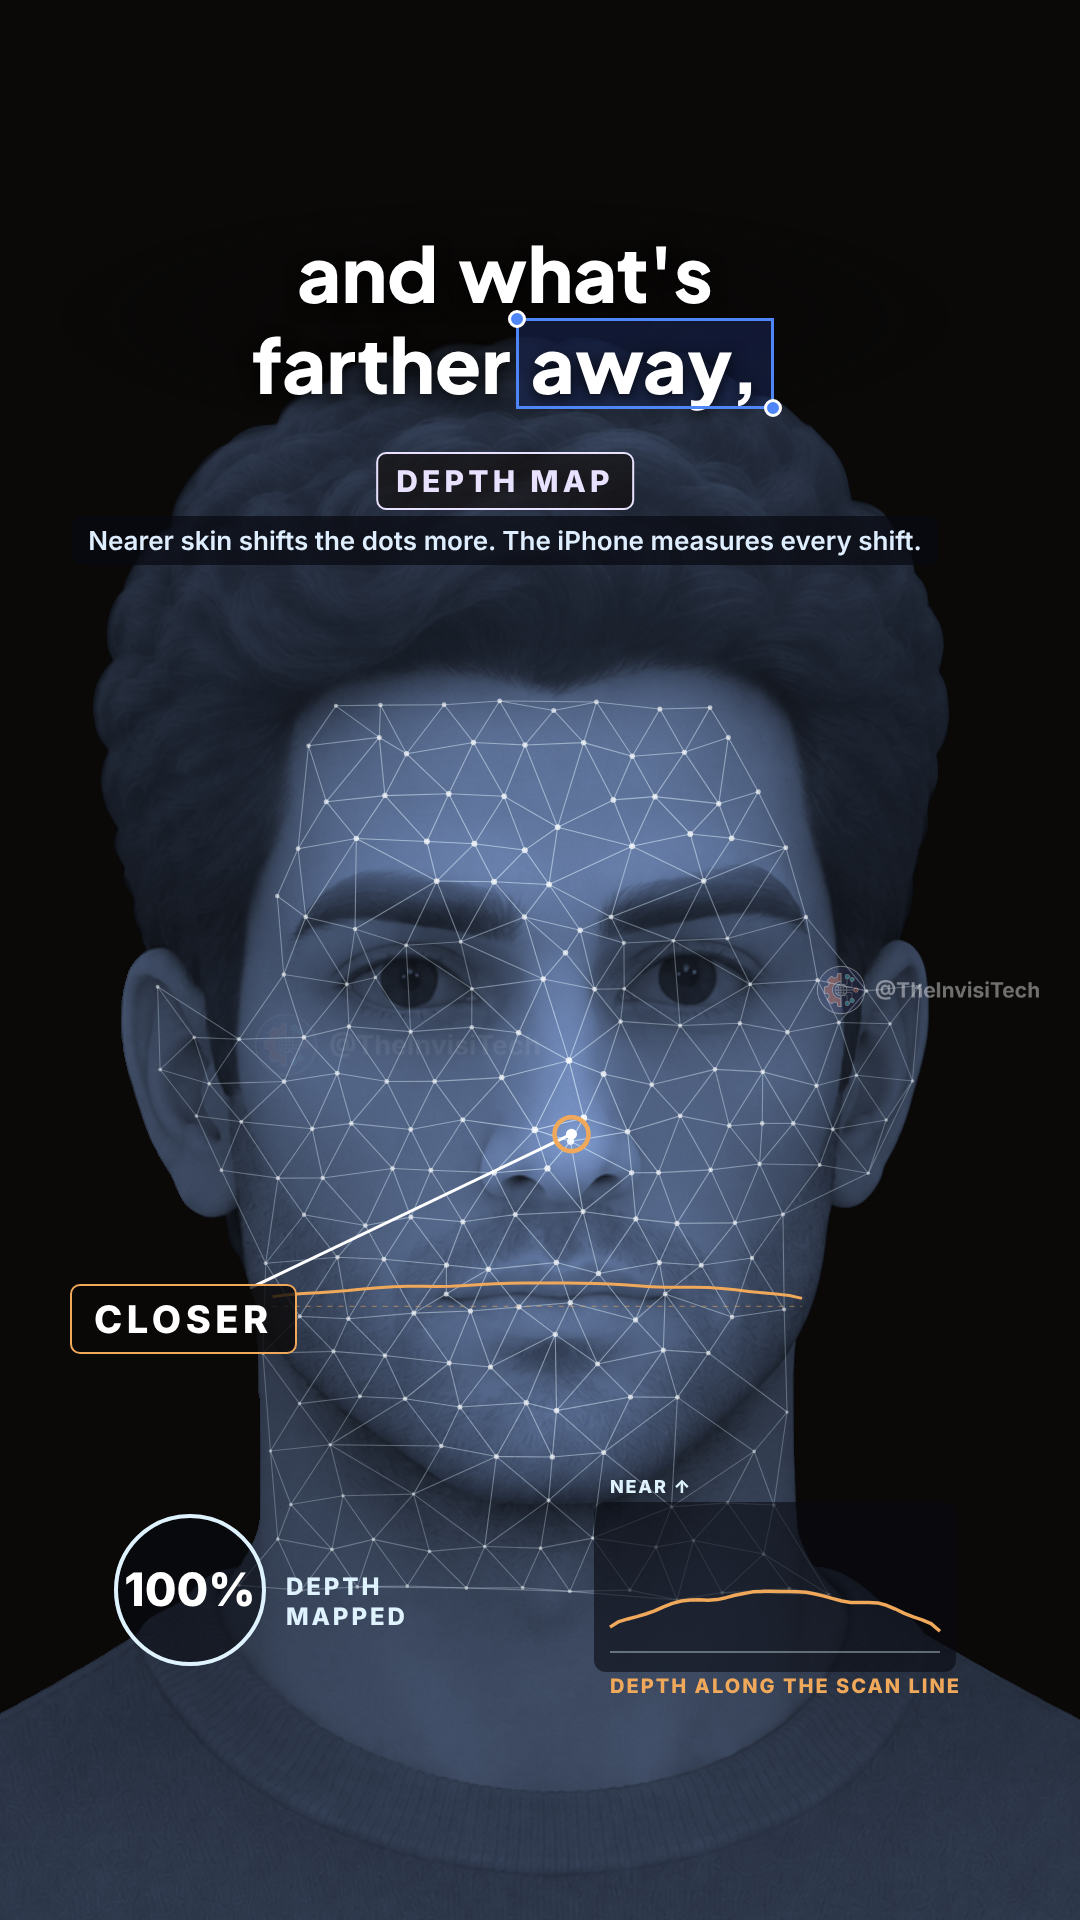 and what's
farther away,
DEPTH MAP
Nearer skin shifts the dots more. The iPhone measures every shift.
@TheInvisiTech
@TheInvisiTech
CLOSER
NEAR ↑
100%
DEPTH
MAPPED
DEPTH ALONG THE SCAN LINE